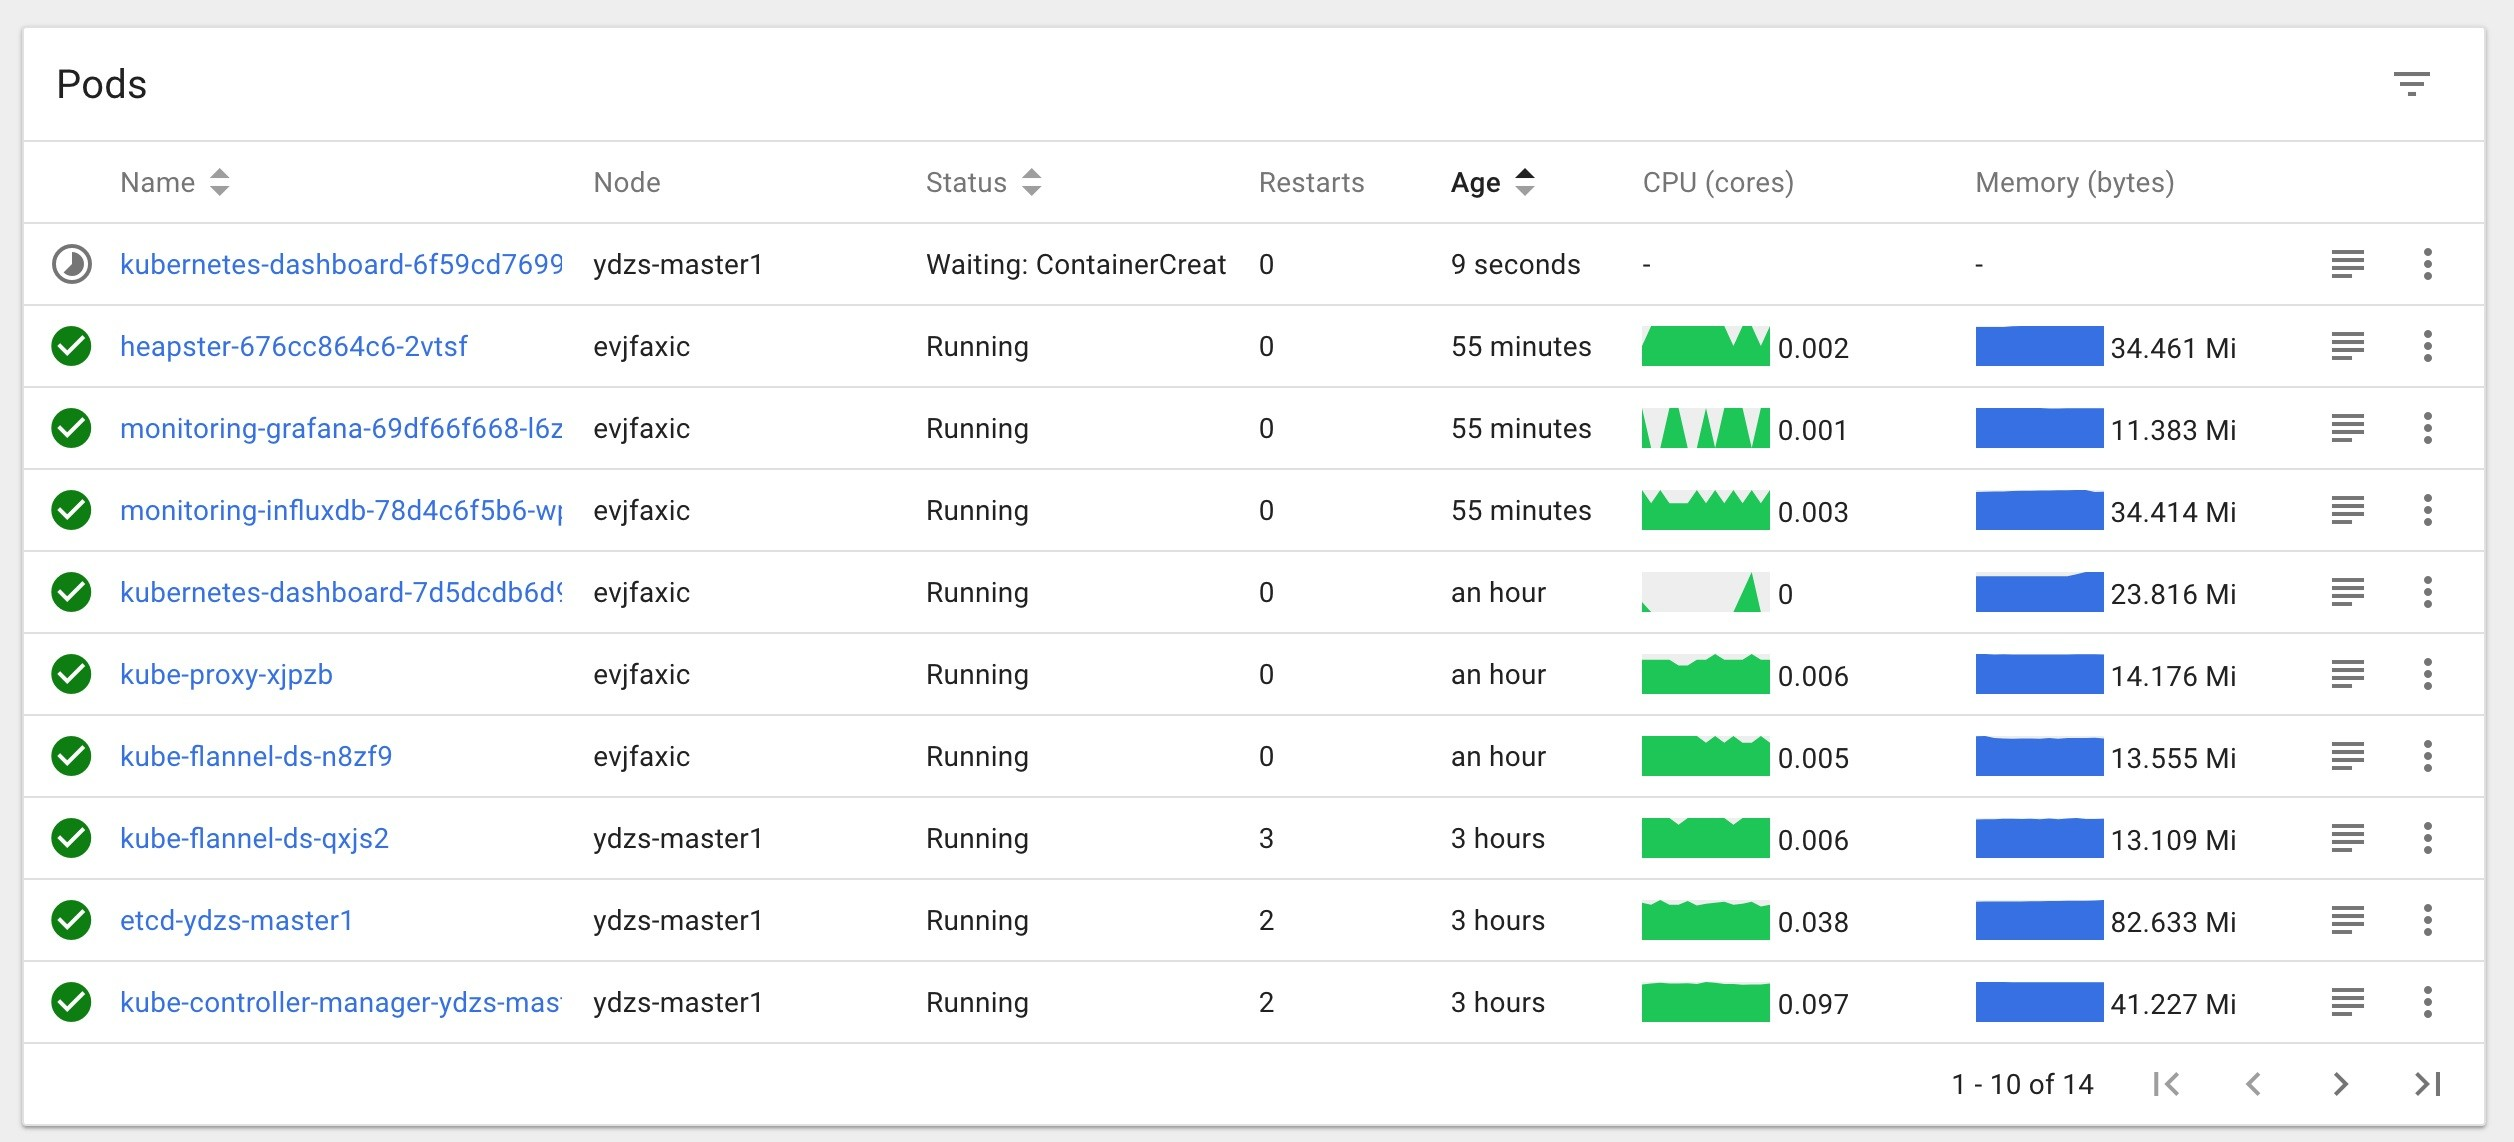 Pods
Name Node Status Restarts Age CPU (cores) Memory (bytes)
kubernetes-dashboard-6f59cd7699 ydzs-master1 Waiting: ContainerCreat 0 9 seconds - -
heapster-676cc864c6-2vtsf evjfaxic Running 0 55 minutes 0.002 34.461 Mi
monitoring-grafana-69df66f668-l6z evjfaxic Running 0 55 minutes 0.001 11.383 Mi
monitoring-influxdb-78d4c6f5b6-wp evjfaxic Running 0 55 minutes 0.003 34.414 Mi
kubernetes-dashboard-7d5dcdb6d9 evjfaxic Running 0 an hour 0 23.816 Mi
kube-proxy-xjpzb evjfaxic Running 0 an hour 0.006 14.176 Mi
kube-flannel-ds-n8zf9 evjfaxic Running 0 an hour 0.005 13.555 Mi
kube-flannel-ds-qxjs2 ydzs-master1 Running 3 3 hours 0.006 13.109 Mi
etcd-ydzs-master1 ydzs-master1 Running 2 3 hours 0.038 82.633 Mi
kube-controller-manager-ydzs-mas ydzs-master1 Running 2 3 hours 0.097 41.227 Mi
1 - 10 of 14